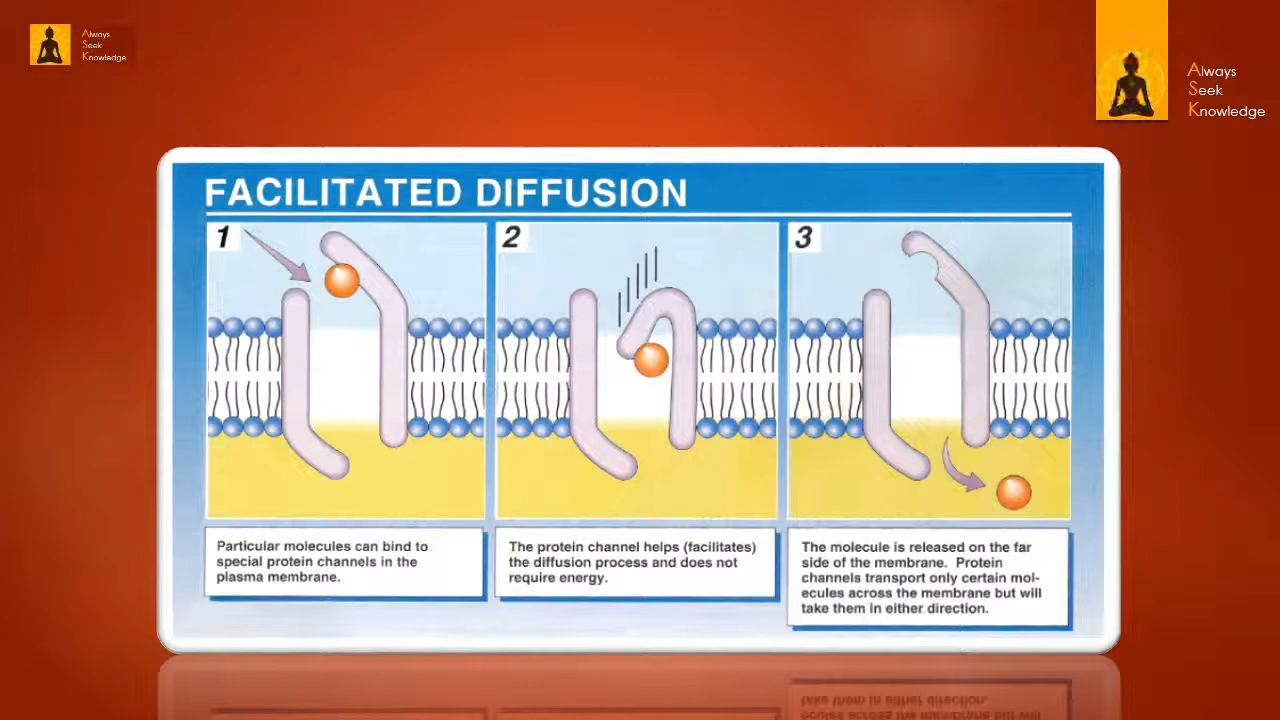 Always
Seek
Knowledge
Always
Seek
Knowledge
FACILITATED DIFFUSION
1
2
3
Particular molecules can bind to
special protein channels in the
plasma membrane.
The protein channel helps (facilitates)
the diffusion process and does not
require energy.
The molecule is released on the far
side of the membrane. Protein
channels transport only certain mol-
ecules across the membrane but will
take them in either direction.